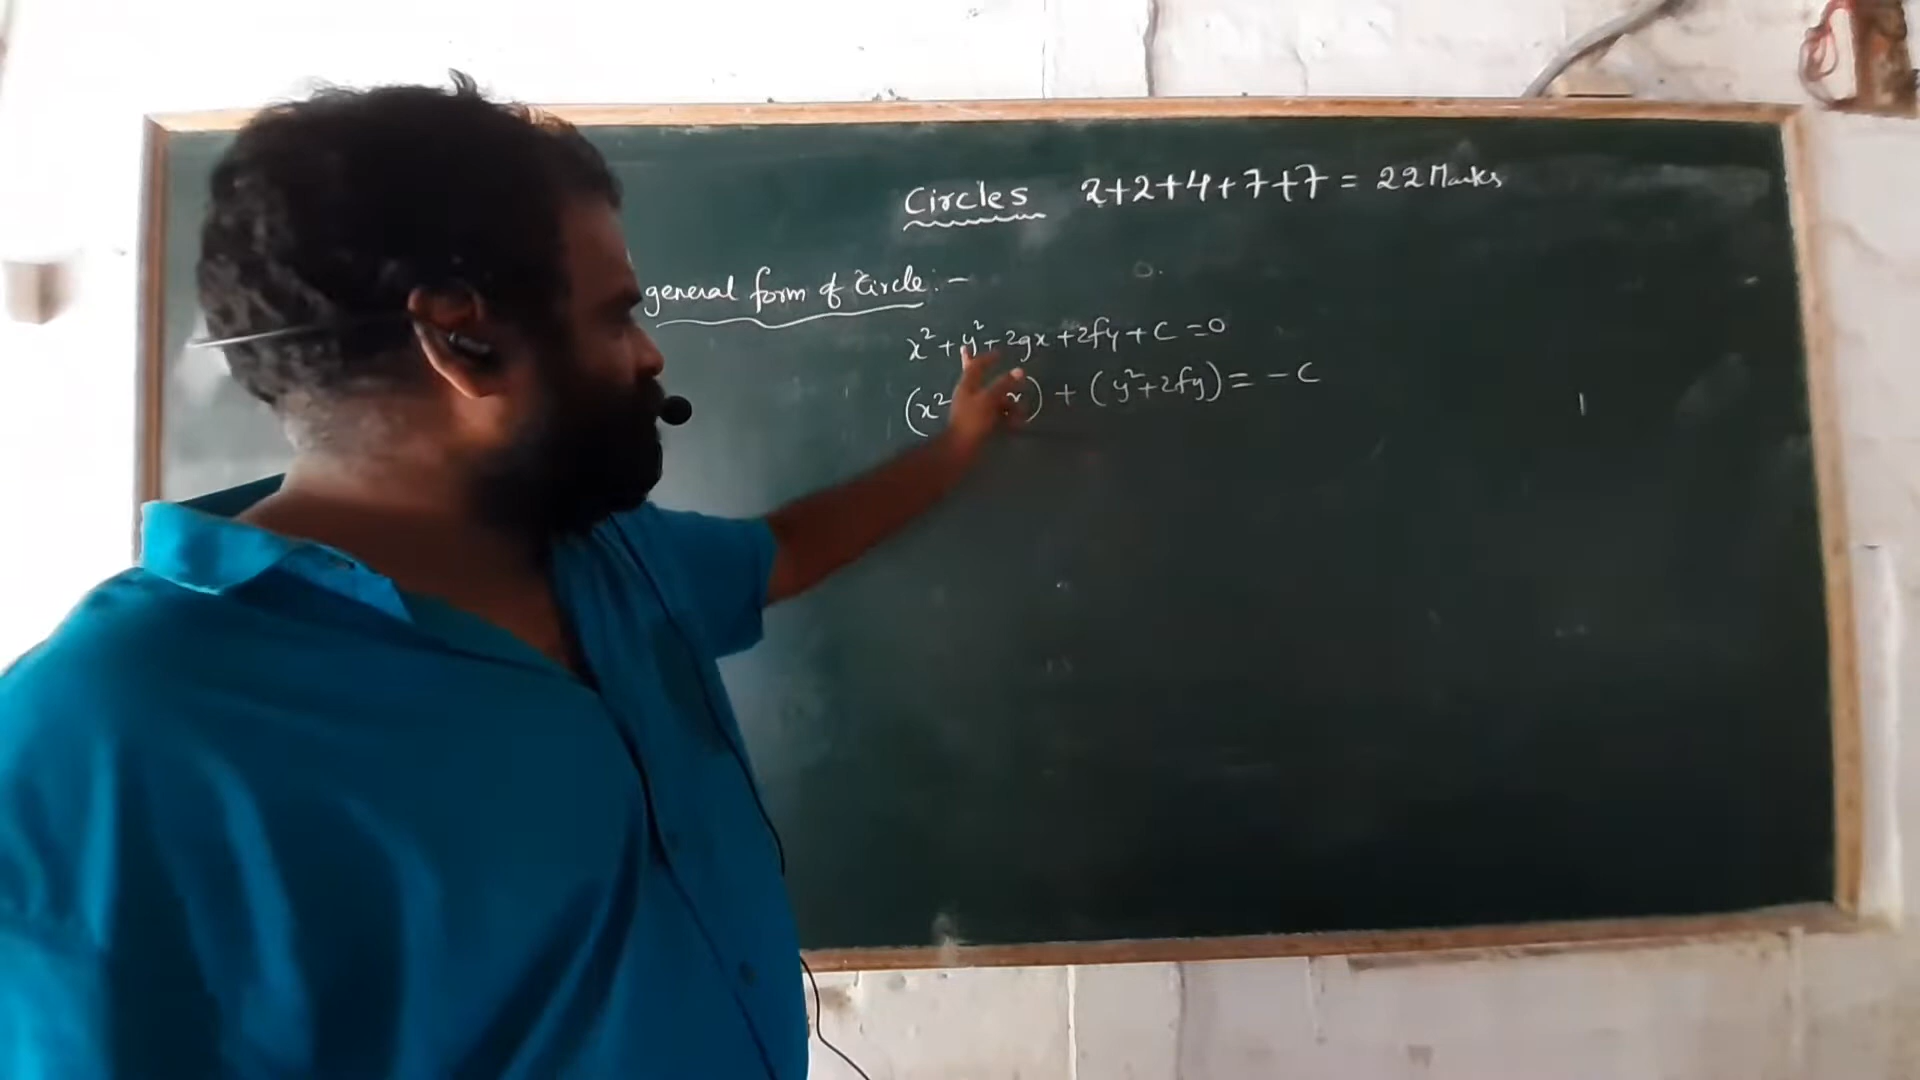 Circles 2+2+4+7+7 = 22 Marks
general form of Circle :-
x²+y²+2gx+2fy+c=0
(x² x) + (y²+2fy) = -c